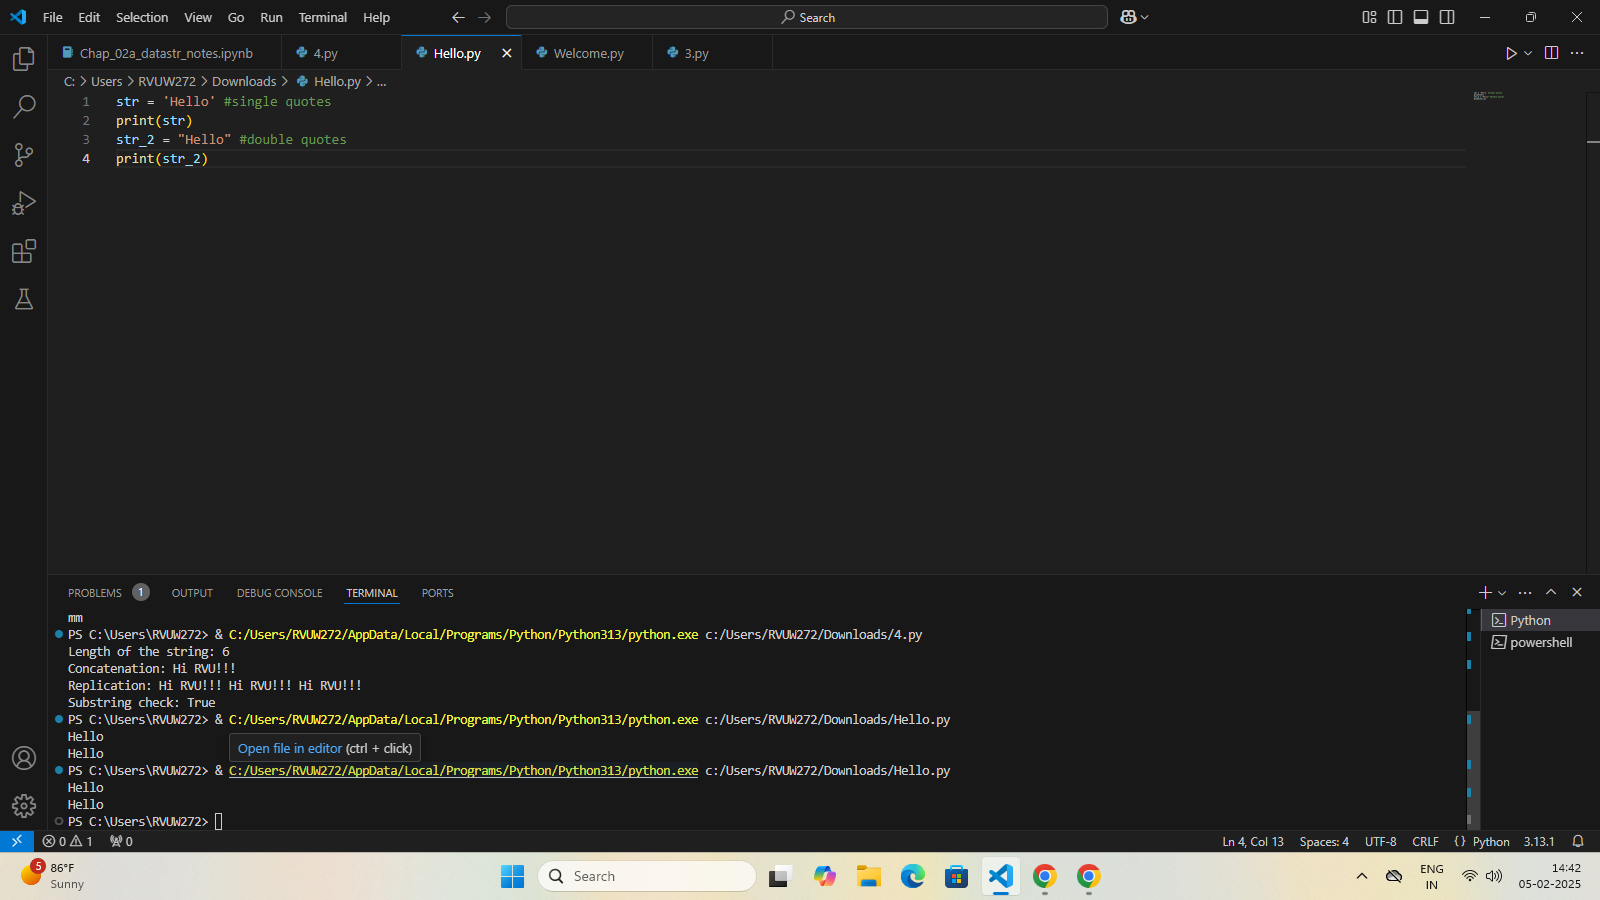 File Edit Selection View Go Run Terminal Help Search
Chap_02a_datastr_notes.ipynb 4.py Hello.py Welcome.py 3.py
C: > Users > RVUW272 > Downloads > Hello.py > ...
1 str = 'Hello' #single quotes
2 print(str)
3 str_2 = "Hello" #double quotes
4 print(str_2)
PROBLEMS 1 OUTPUT DEBUG CONSOLE TERMINAL PORTS
mm
PS C:\Users\RVUW272> & C:/Users/RVUW272/AppData/Local/Programs/Python/Python313/python.exe c:/Users/RVUW272/Downloads/4.py
Length of the string: 6
Concatenation: Hi RVU!!!
Replication: Hi RVU!!! Hi RVU!!! Hi RVU!!!
Substring check: True
PS C:\Users\RVUW272> & C:/Users/RVUW272/AppData/Local/Programs/Python/Python313/python.exe c:/Users/RVUW272/Downloads/Hello.py
Hello
Hello
Open file in editor (ctrl + click)
PS C:\Users\RVUW272> & C:/Users/RVUW272/AppData/Local/Programs/Python/Python313/python.exe c:/Users/RVUW272/Downloads/Hello.py
Hello
Hello
PS C:\Users\RVUW272>
Python
powershell
0 1 0 Ln 4, Col 13 Spaces: 4 UTF-8 CRLF {} Python 3.13.1
5 86°F
Sunny
Search
ENG
IN
14:42
05-02-2025